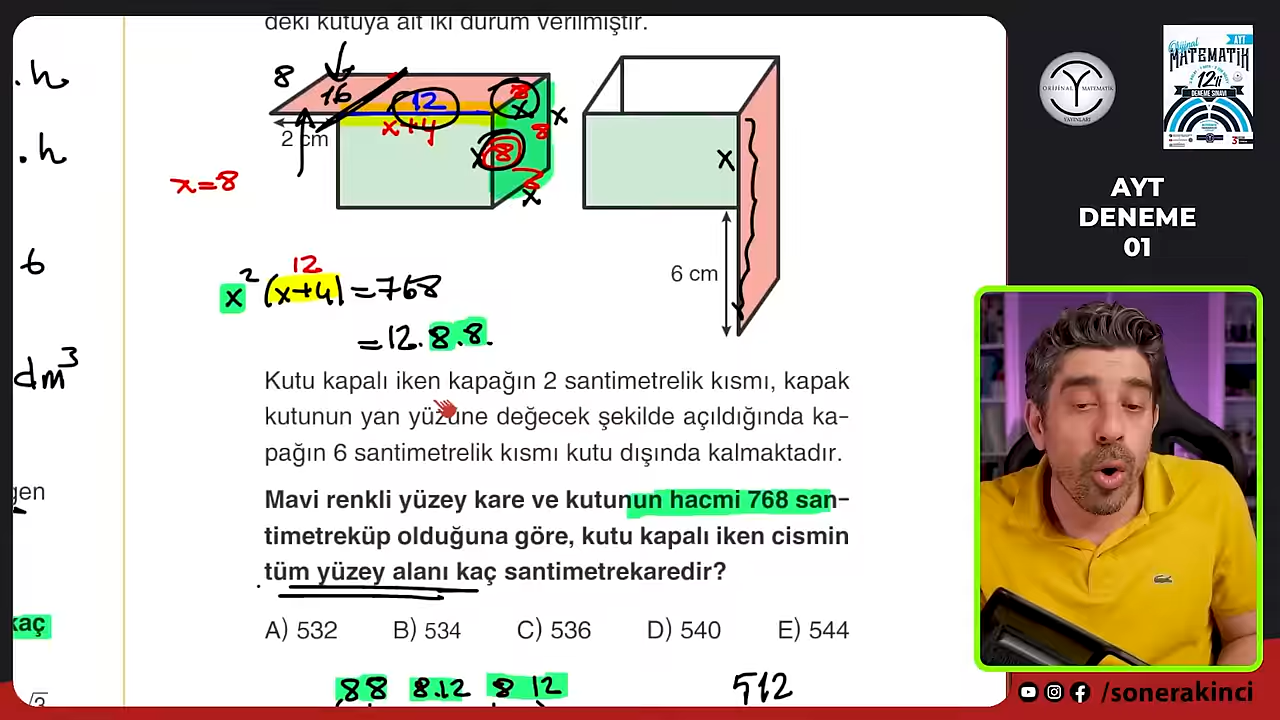 deki kutuya ait iki durum verilmiştir.
.h
8
16
12
8
x
x
2 cm
x+4
x
8
8
8
x
x
6 cm
.h
x=8
6
12
x²(x+4)=768
=12.8.8.
dm³
Kutu kapalı iken kapağın 2 santimetrelik kısmı, kapak
kutunun yan yüzüne değecek şekilde açıldığında ka-
pağın 6 santimetrelik kısmı kutu dışında kalmaktadır.
gen
Mavi renkli yüzey kare ve kutunun hacmi 768 san-
timetreküp olduğuna göre, kutu kapalı iken cismin
tüm yüzey alanı kaç santimetrekaredir?
kaç
A) 532 B) 534 C) 536 D) 540 E) 544
88 8.12 8 12 512
√3
ORİJİNAL MATEMATİK
YAYINLARI
AYT
Orijinal
MATEMATİK
12'li
DENEME SINAVI
AYT
DENEME
01
/sonerakinci